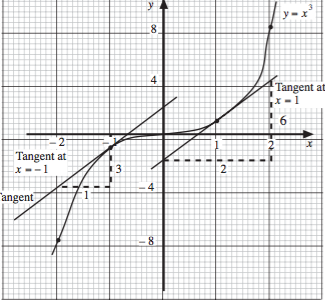 y
y = x³
8
4
Tangent at
x = 1
6
-2
-1
1
2
x
Tangent at
x = -1
3
2
Tangent
1
-4
-8